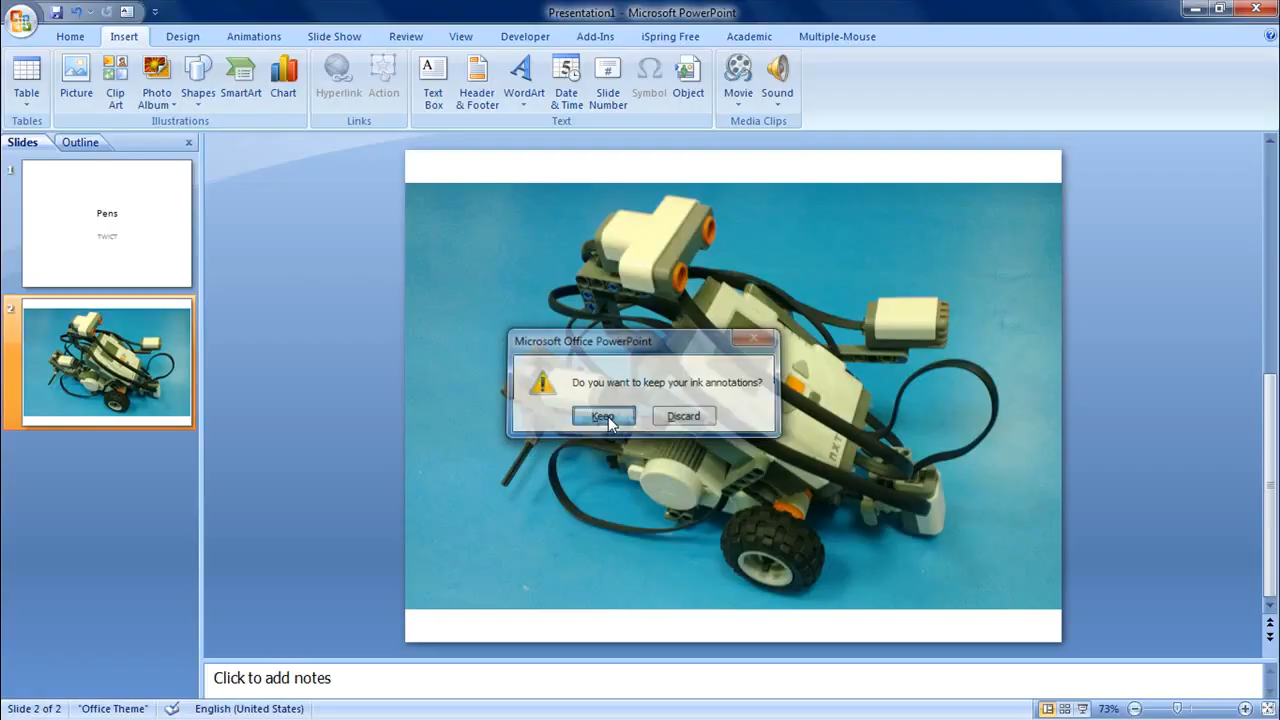 Presentation1 - Microsoft PowerPoint
Home Insert Design Animations Slide Show Review View Developer Add-Ins iSpring Free Academic Multiple-Mouse
Table
Picture
Clip
Art
Photo
Album
Shapes
SmartArt
Chart
Hyperlink
Action
Text
Box
Header
& Footer
WordArt
Date
& Time
Slide
Number
Symbol
Object
Movie
Sound
Tables
Illustrations
Links
Text
Media Clips
Slides
Outline
1
Pens
TWICT
2
Microsoft Office PowerPoint
Do you want to keep your ink annotations?
Keep
Discard
NXT
Click to add notes
Slide 2 of 2
"Office Theme"
English (United States)
73%